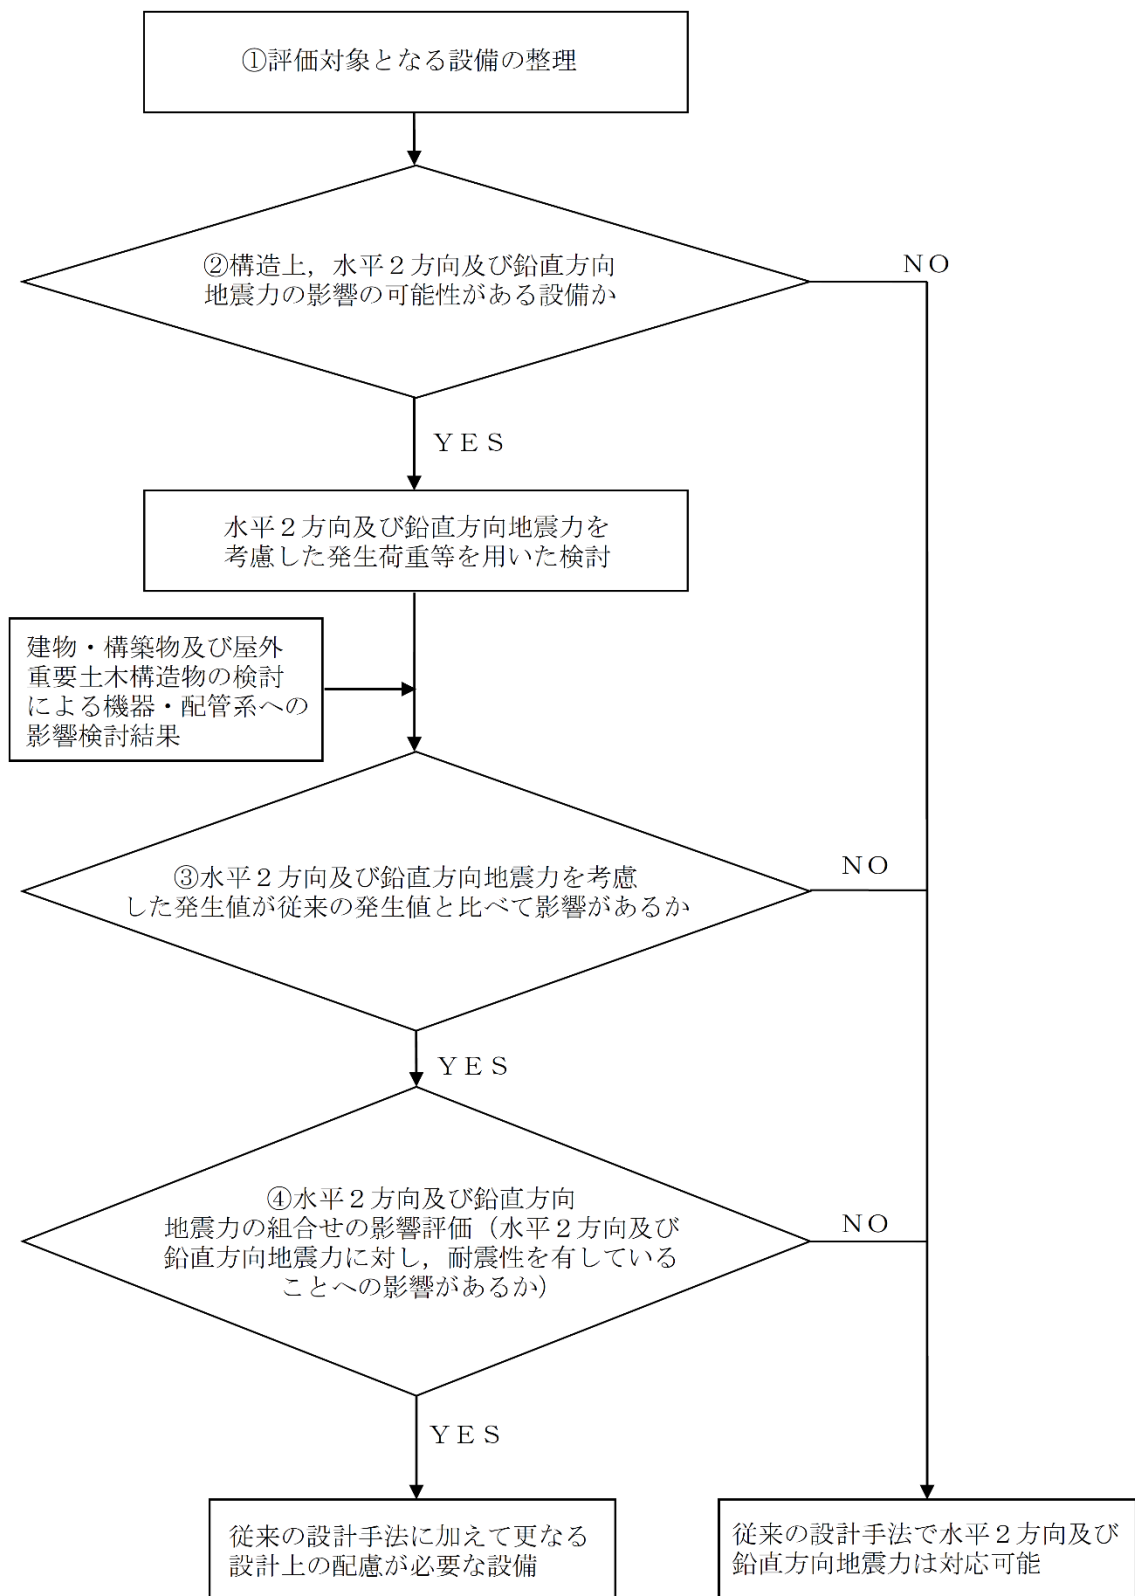 ①評価対象となる設備の整理
②構造上，水平２方向及び鉛直方向
地震力の影響の可能性がある設備か
ＮＯ
ＹＥＳ
水平２方向及び鉛直方向地震力を
考慮した発生荷重等を用いた検討
建物・構築物及び屋外
重要土木構造物の検討
による機器・配管系への
影響検討結果
③水平２方向及び鉛直方向地震力を考慮
した発生値が従来の発生値と比べて影響があるか
ＮＯ
ＹＥＳ
④水平２方向及び鉛直方向
地震力の組合せの影響評価（水平２方向及び
鉛直方向地震力に対し，耐震性を有している
ことへの影響があるか）
ＮＯ
ＹＥＳ
従来の設計手法に加えて更なる
設計上の配慮が必要な設備
従来の設計手法で水平２方向及び
鉛直方向地震力は対応可能